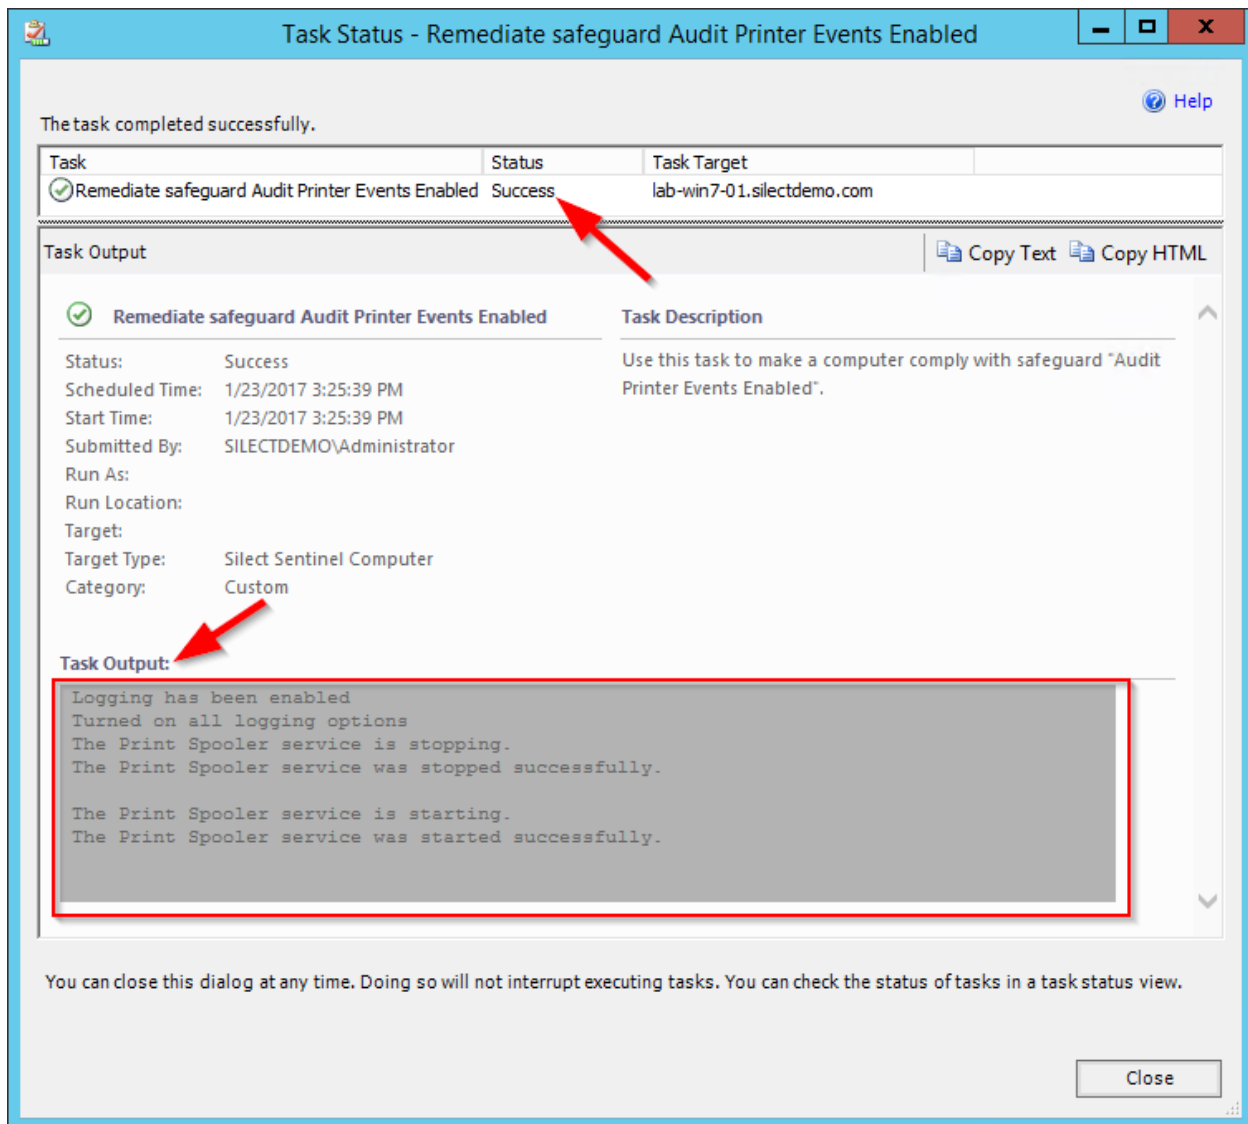 Task Status - Remediate safeguard Audit Printer Events Enabled
Help
The task completed successfully.
Task Status Task Target
Remediate safeguard Audit Printer Events Enabled Success lab-win7-01.silectdemo.com
Task Output Copy Text Copy HTML
Remediate safeguard Audit Printer Events Enabled
Status: Success
Scheduled Time: 1/23/2017 3:25:39 PM
Start Time: 1/23/2017 3:25:39 PM
Submitted By: SILECTDEMO\Administrator
Run As:
Run Location:
Target:
Target Type: Silect Sentinel Computer
Category: Custom
Task Description
Use this task to make a computer comply with safeguard "Audit
Printer Events Enabled".
Task Output:
Logging has been enabled
Turned on all logging options
The Print Spooler service is stopping.
The Print Spooler service was stopped successfully.
The Print Spooler service is starting.
The Print Spooler service was started successfully.
You can close this dialog at any time. Doing so will not interrupt executing tasks. You can check the status of tasks in a task status view.
Close